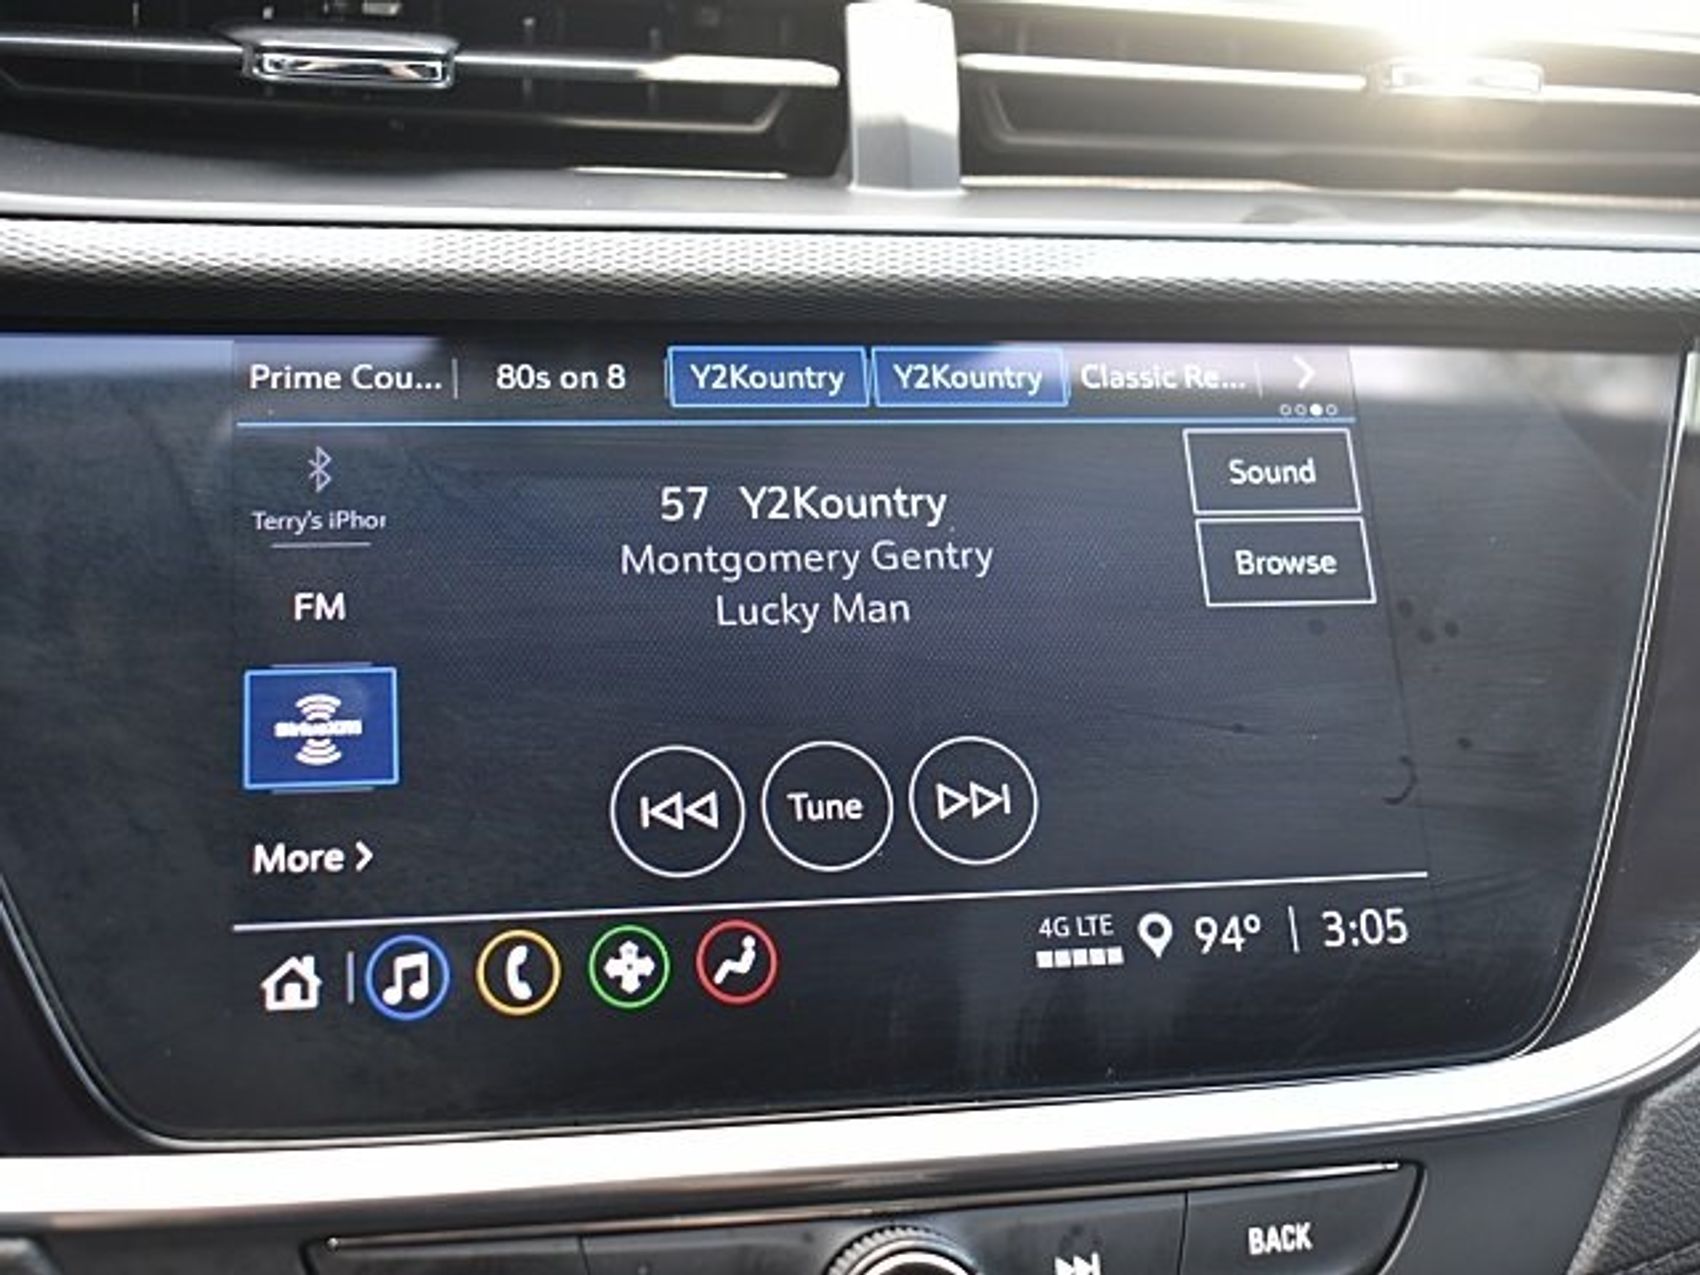 Prime Cou... 80s on 8 Y2Kountry Y2Kountry Classic Re...
Terry's iPhor
57 Y2Kountry
Montgomery Gentry
Lucky Man
Sound
Browse
FM
SiriusXM
Tune
More
4G LTE 94° 3:05
BACK